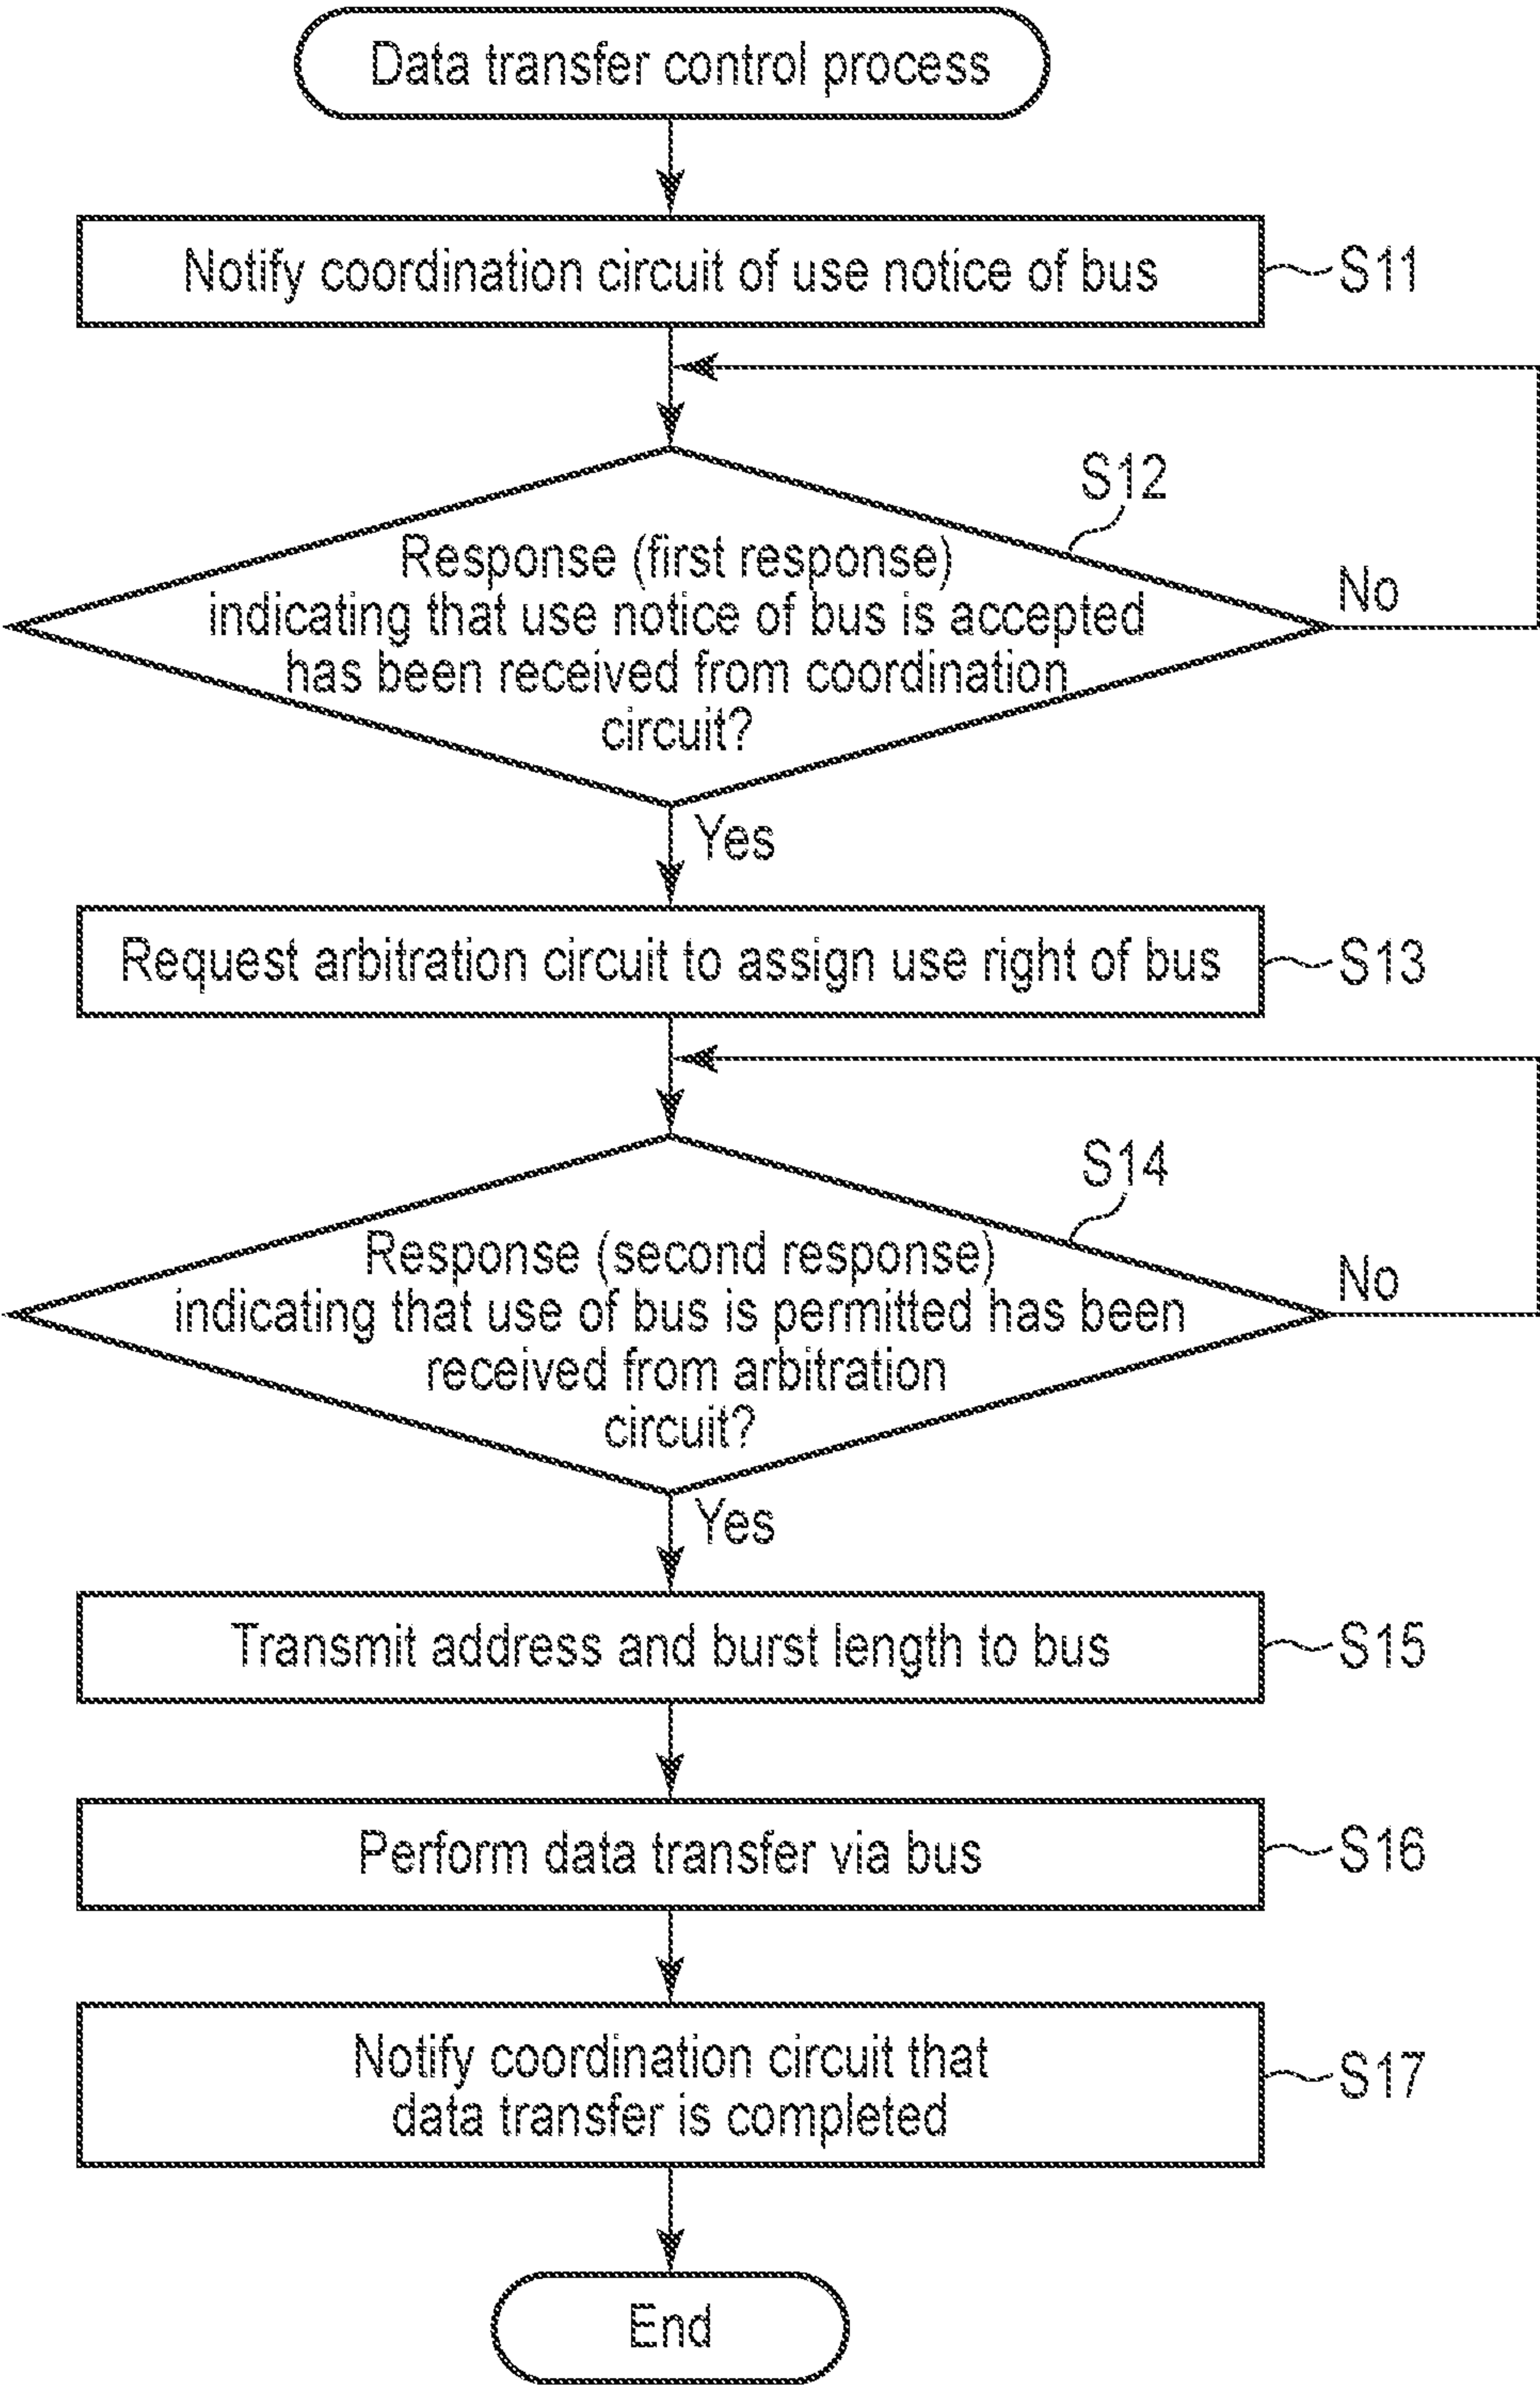 Data transfer control process
Notify coordination circuit of use notice of bus
S11
S12
Response (first response)
indicating that use notice of bus is accepted
has been received from coordination
circuit?
No
Yes
Request arbitration circuit to assign use right of bus
S13
S14
Response (second response)
indicating that use of bus is permitted has been
received from arbitration
circuit?
No
Yes
Transmit address and burst length to bus
S15
Perform data transfer via bus
S16
Notify coordination circuit that
data transfer is completed
S17
End